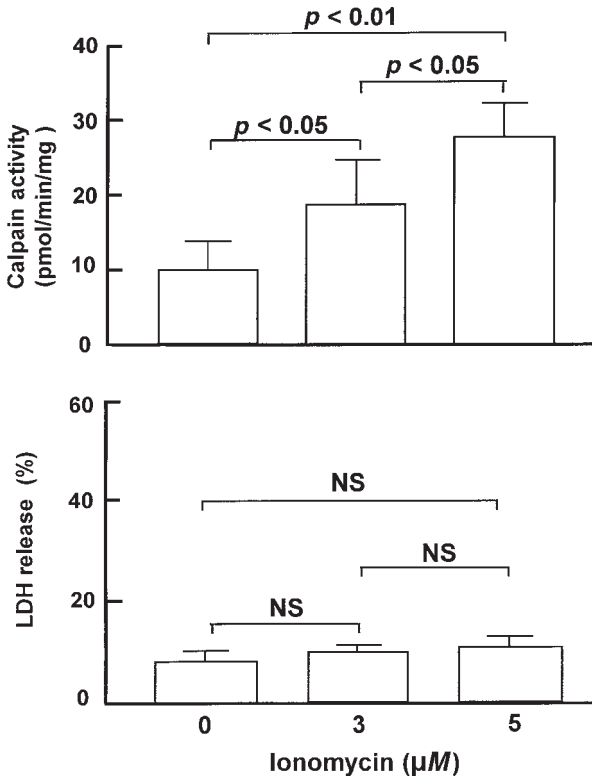 p < 0.01
p < 0.05
p < 0.05
40
30
20
10
0
Calpain activity
(pmol/min/mg)
60
40
20
0
LDH release (%)
NS
NS
NS
0 3 5
Ionomycin (μM)